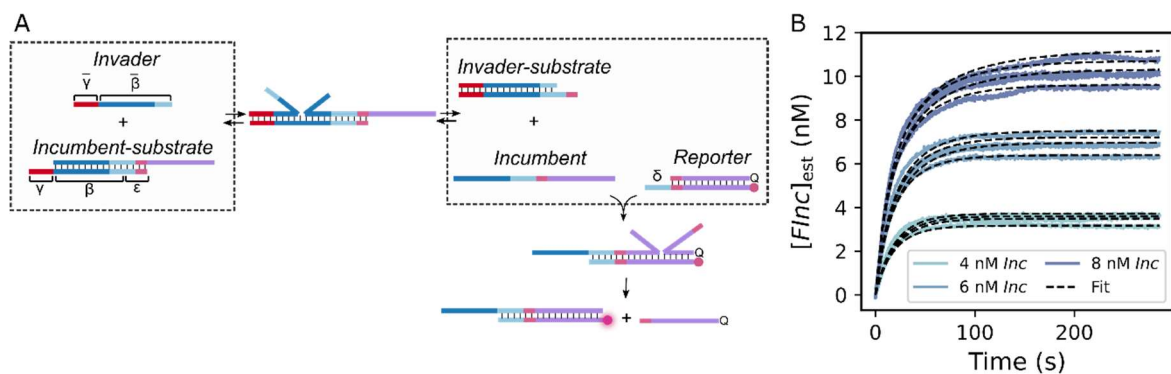 A
Invader
γ̅ β̅
+
Incumbent-substrate
γ β ε
Invader-substrate
+
Incumbent Reporter
δ
Q
Q
+ Q
B
[FInc]est (nM)
12
10
8
6
4
2
0
4 nM Inc 8 nM Inc
6 nM Inc Fit
0 100 200
Time (s)